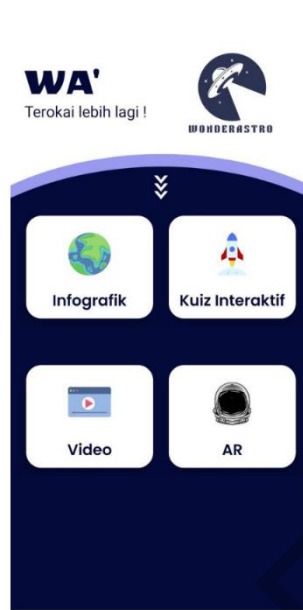 WA'
Terokai lebih lagi !
WONDERASTRO
Infografik
Kuiz Interaktif
Video
AR